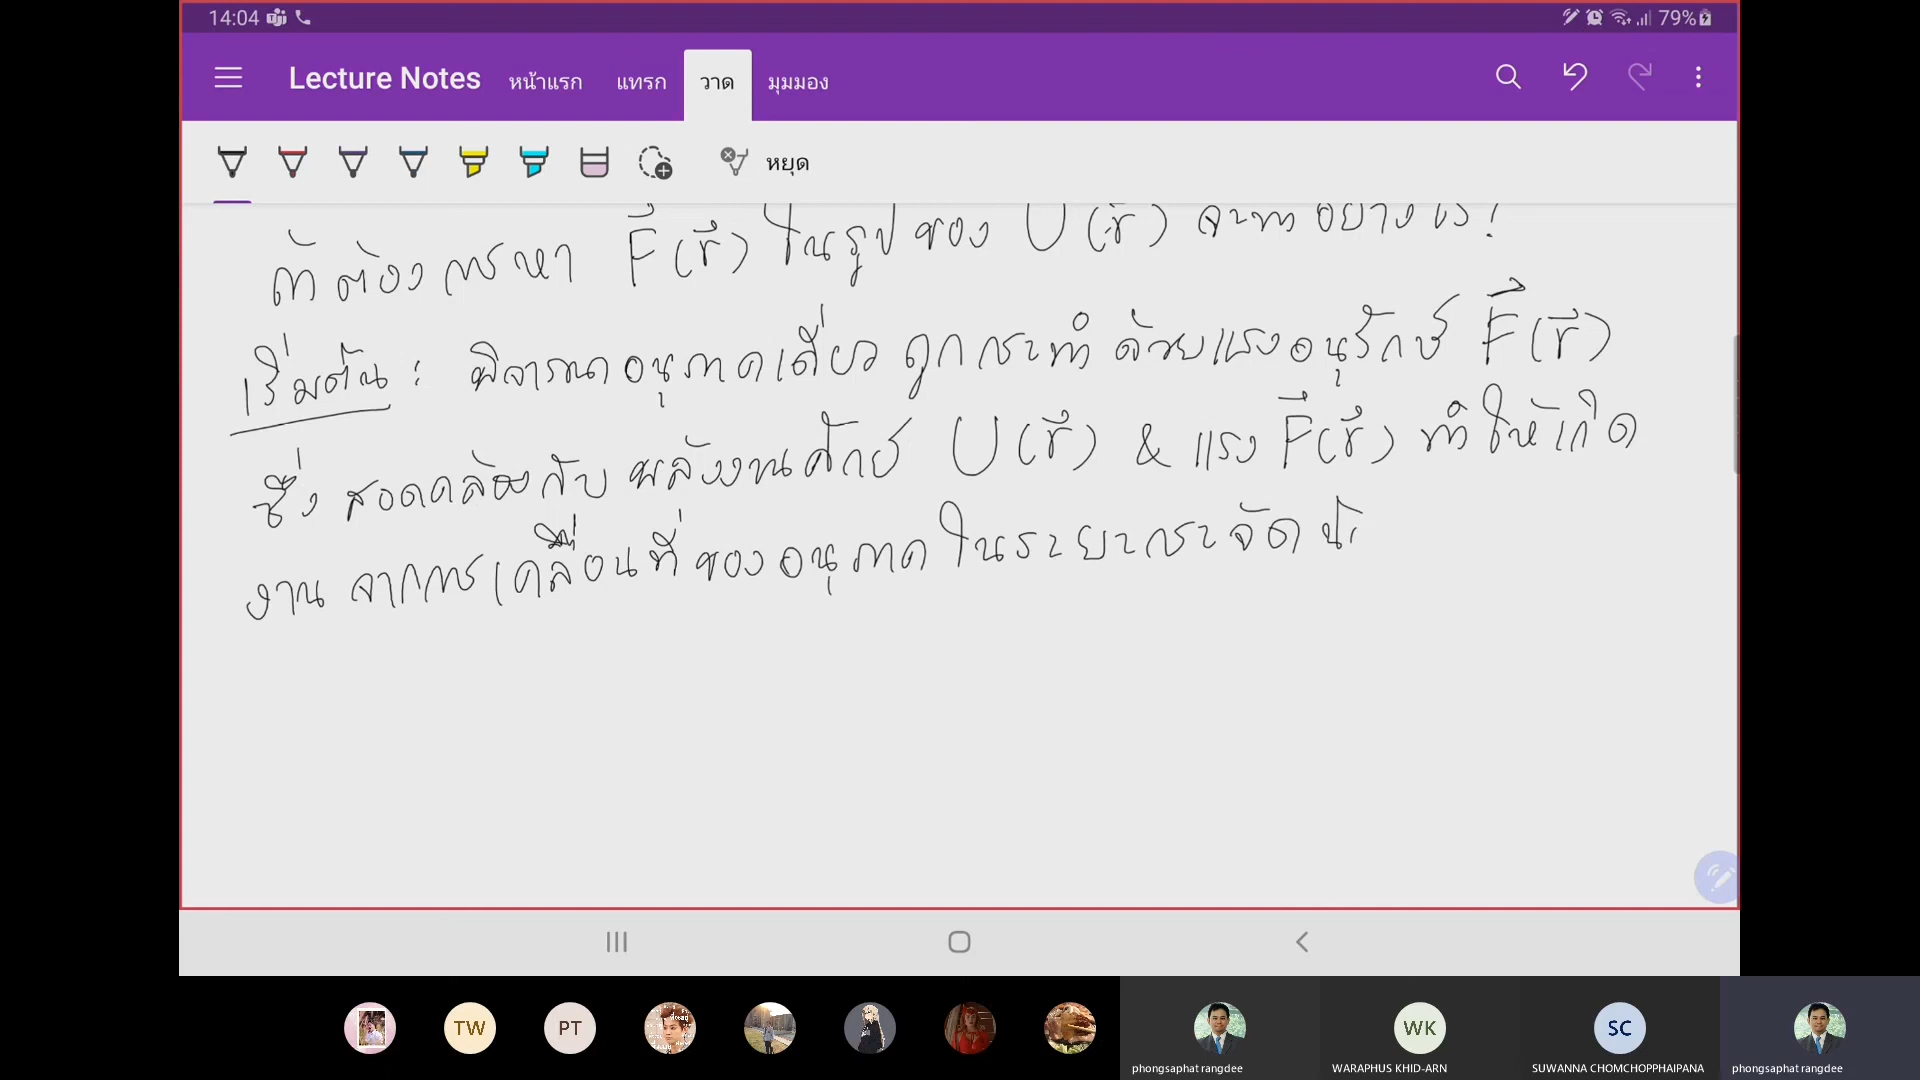 14:04 79%
Lecture Notes หน้าแรก แทรก วาด มุมมอง
หยุด
ถ้าต้องการหา F⃗(r⃗) ในรูปของ U(r⃗) จะทำอย่างไร?
เริ่มต้น : พิจารณาอนุภาคเดี่ยว ถูกกระทำด้วยแรงอนุรักษ์ F⃗(r⃗)
ซึ่งสอดคล้องกับ พลังงานศักย์ U(r⃗) & แรง F⃗(r⃗) ทำให้เกิด
งาน จากการเคลื่อนที่ของอนุภาค ในระยะกระจัด
TW PT WK SC
phongsaphat rangdee WARAPHUS KHID-ARN SUWANNA CHOMCHOPPHAIPANA phongsaphat rangdee